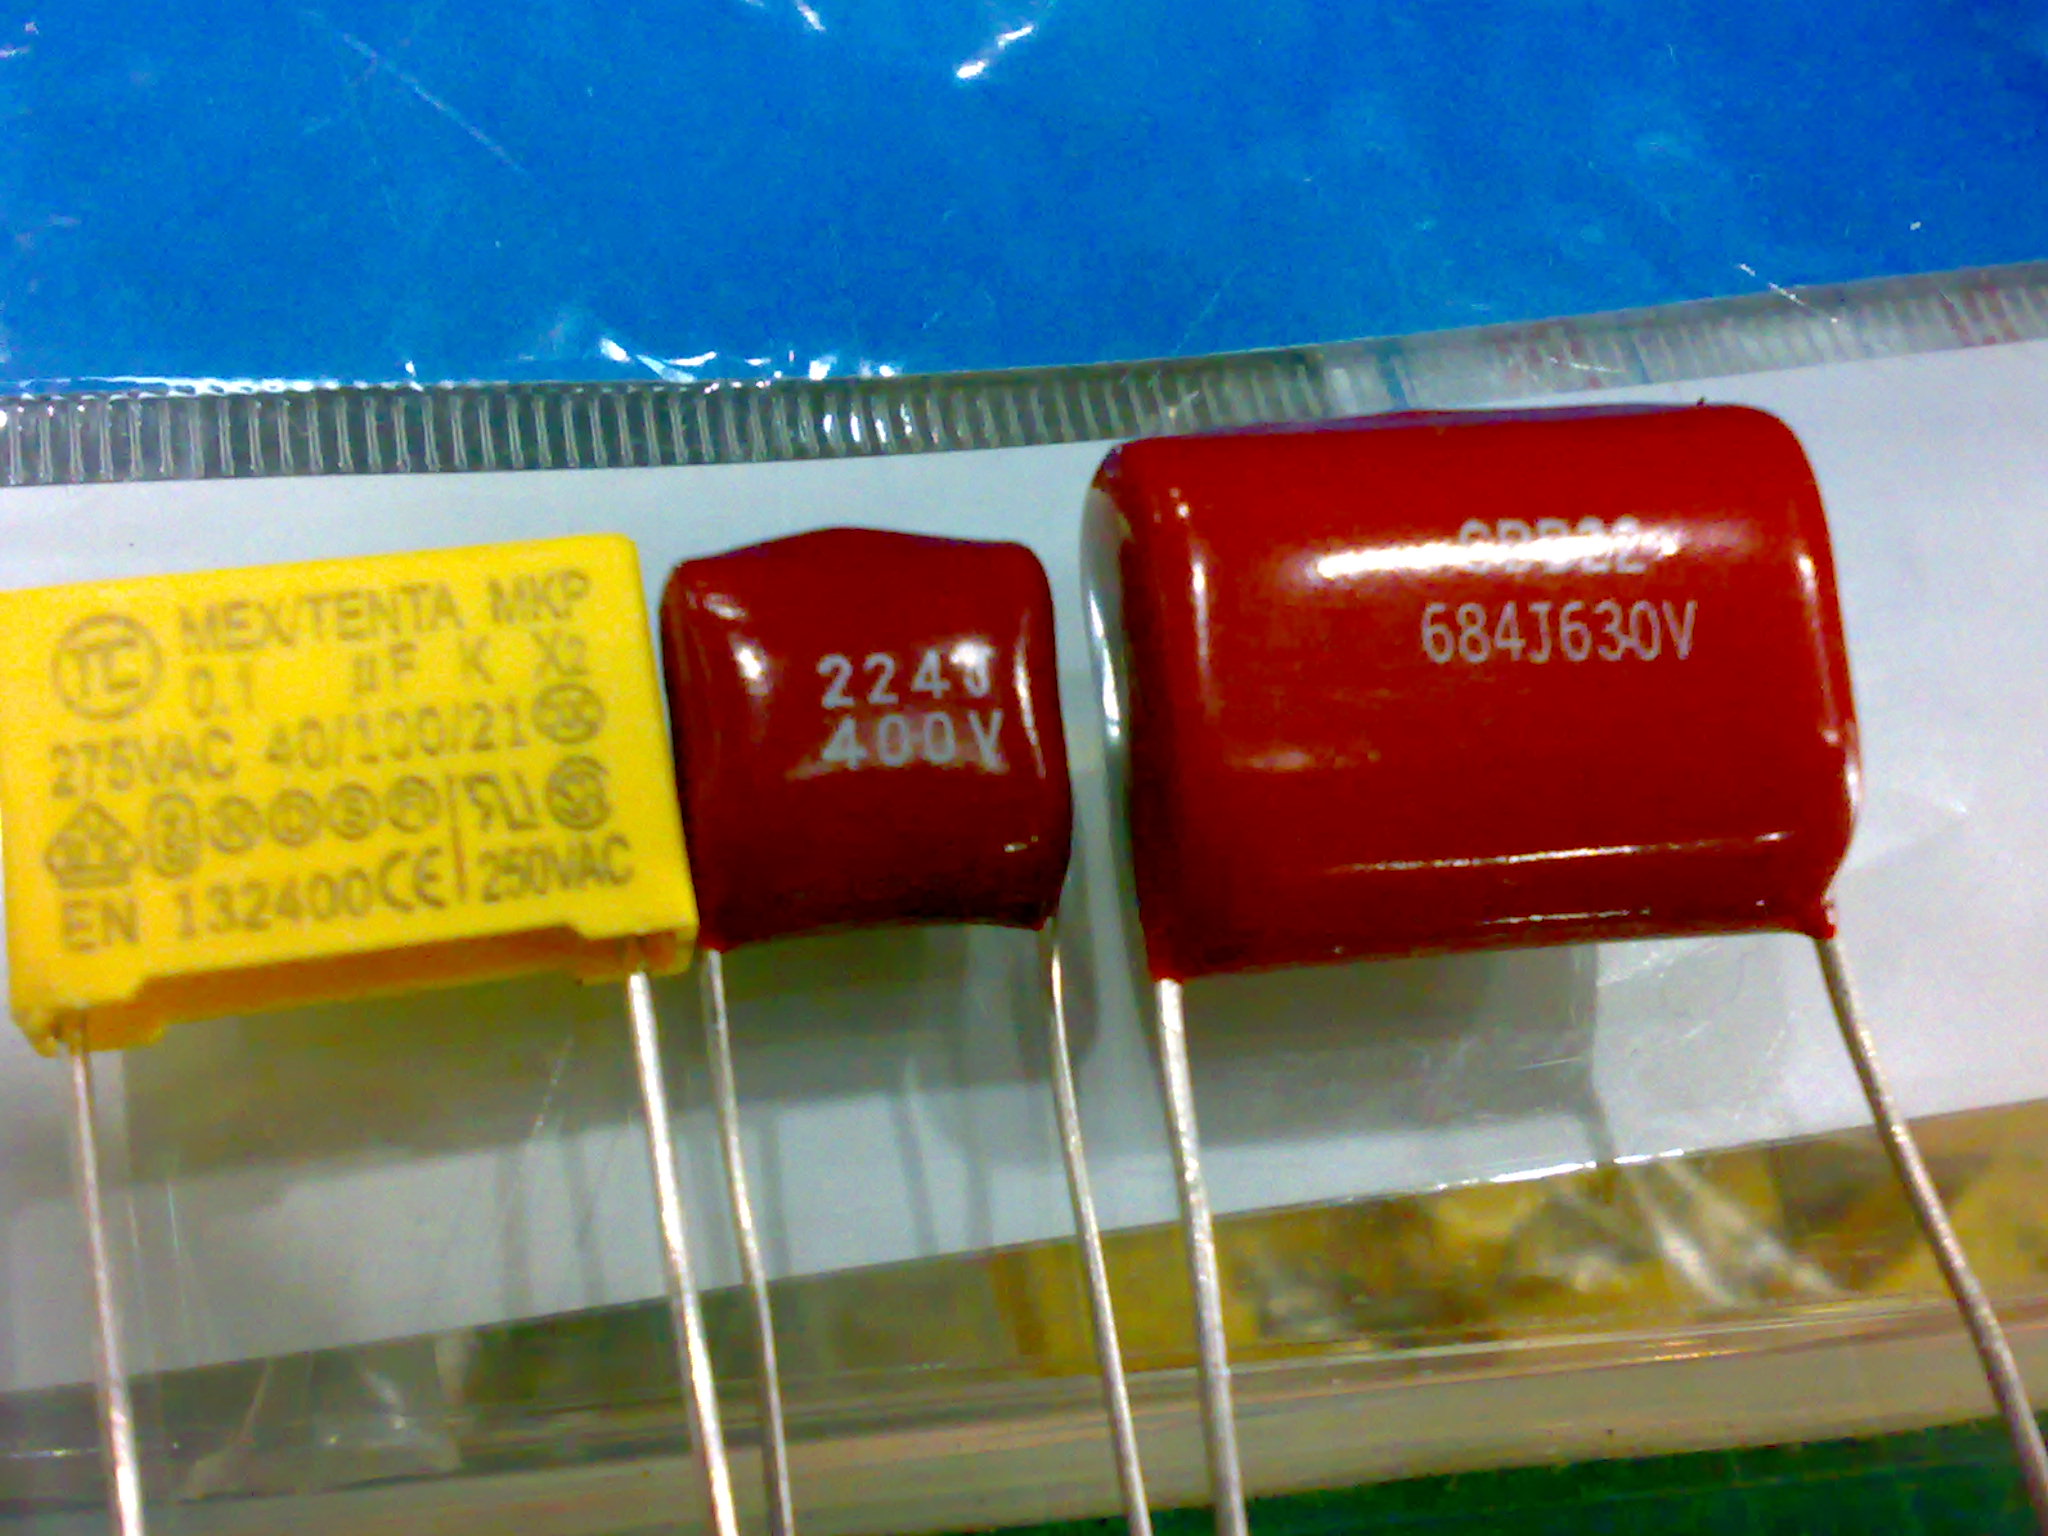 MEX/TENTA MKP
0.1 µF K X2
275VAC 40/100/21
EN 132400 CE 250VAC
224J
400V
684J630V